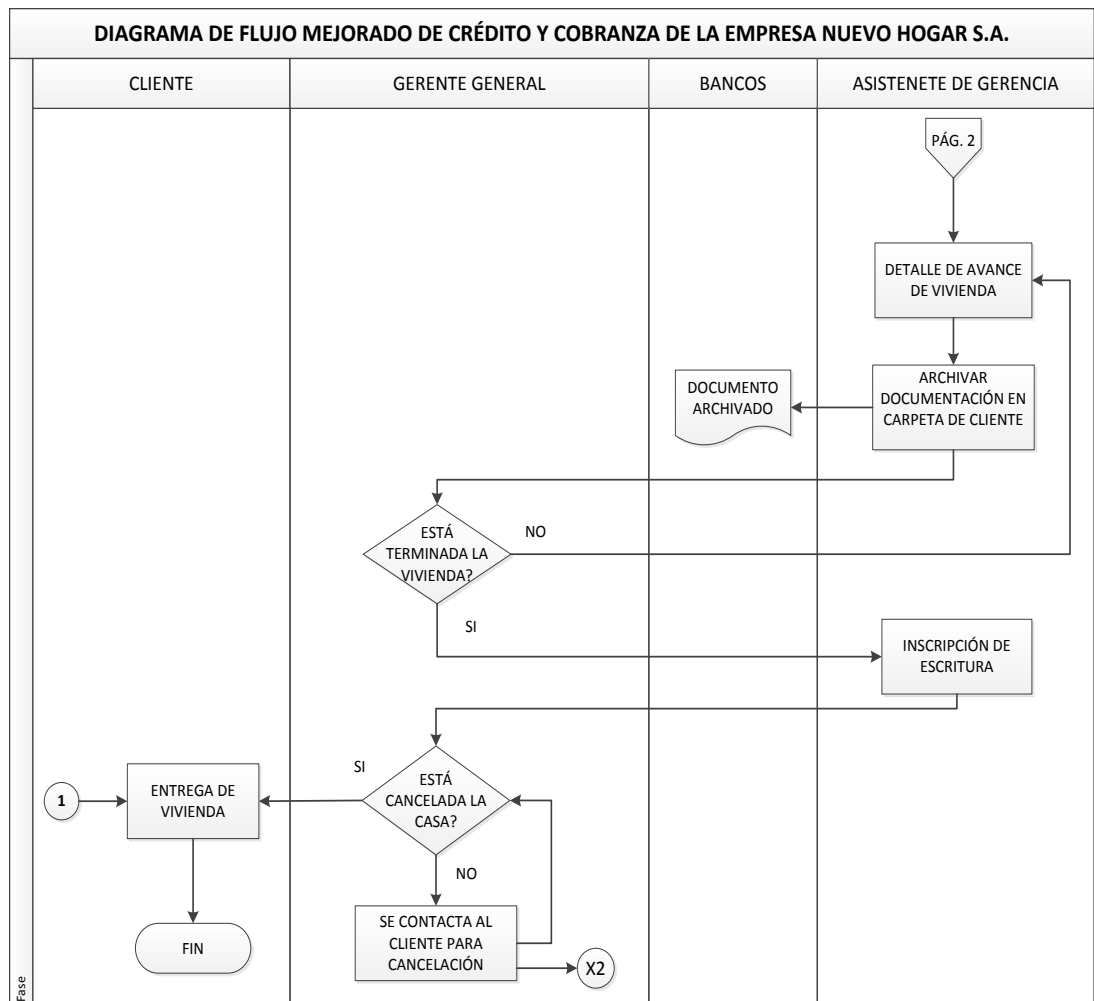 DIAGRAMA DE FLUJO MEJORADO DE CRÉDITO Y COBRANZA DE LA EMPRESA NUEVO HOGAR S.A.
CLIENTE
GERENTE GENERAL
BANCOS
ASISTENETE DE GERENCIA
PÁG. 2
DETALLE DE AVANCE
DE VIVIENDA
ARCHIVAR
DOCUMENTACIÓN EN
CARPETA DE CLIENTE
DOCUMENTO
ARCHIVADO
ESTÁ
TERMINADA LA
VIVIENDA?
NO
SI
INSCRIPCIÓN DE
ESCRITURA
ESTÁ
CANCELADA LA
CASA?
SI
1
ENTREGA DE
VIVIENDA
NO
SE CONTACTA AL
CLIENTE PARA
CANCELACIÓN
X2
FIN
Fase